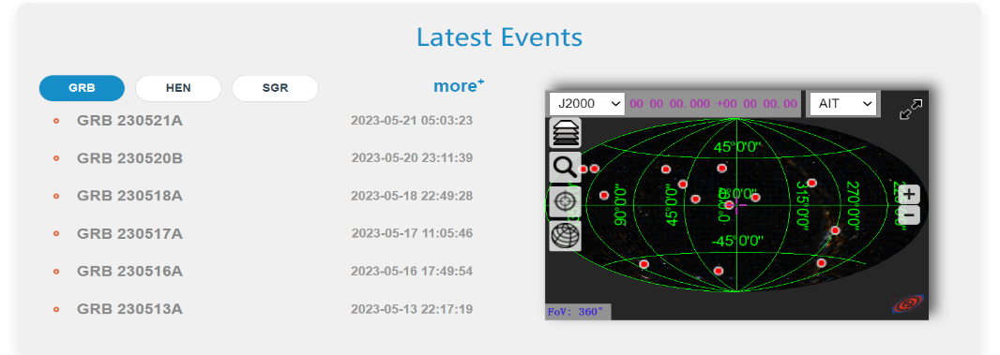 Latest Events
GRB
HEN
SGR
more+
GRB 230521A 2023-05-21 05:03:23
GRB 230520B 2023-05-20 23:11:39
GRB 230518A 2023-05-18 22:49:28
GRB 230517A 2023-05-17 11:05:46
GRB 230516A 2023-05-16 17:49:54
GRB 230513A 2023-05-13 22:17:19
J2000
00 00 00.000 +00 00 00.00
AIT
45°0'0"
90°0'0"
45°0'0"
0°0'0"
315°0'0"
270°0'0"
-45°0'0"
FoV: 360°